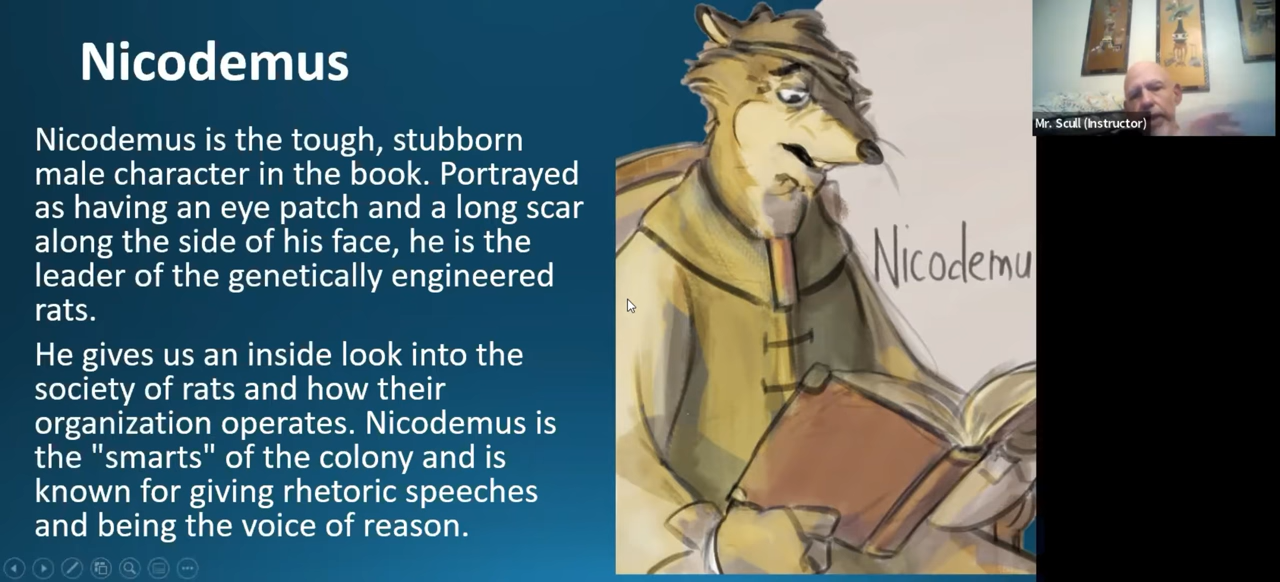 Nicodemus
Nicodemus is the tough, stubborn
male character in the book. Portrayed
as having an eye patch and a long scar
along the side of his face, he is the
leader of the genetically engineered
rats.
He gives us an inside look into the
society of rats and how their
organization operates. Nicodemus is
the "smarts" of the colony and is
known for giving rhetoric speeches
and being the voice of reason.
Nicodemu
Mr. Scull (Instructor)